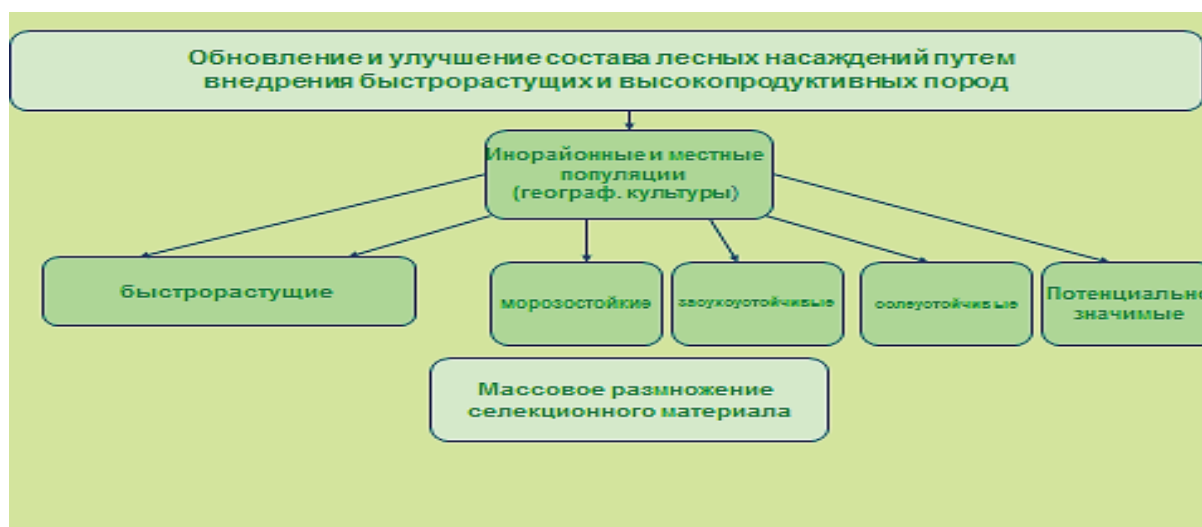 Обновление и улучшение состава лесных насаждений путем
внедрения быстрорастущих и высокопродуктивных пород
Инорайонные и местные
популяции
(географ. культуры)
быстрорастущие
морозостойкие
засухоустойчивые
солеустойчивые
Потенциально
значимые
Массовое размножение
селекционного материала